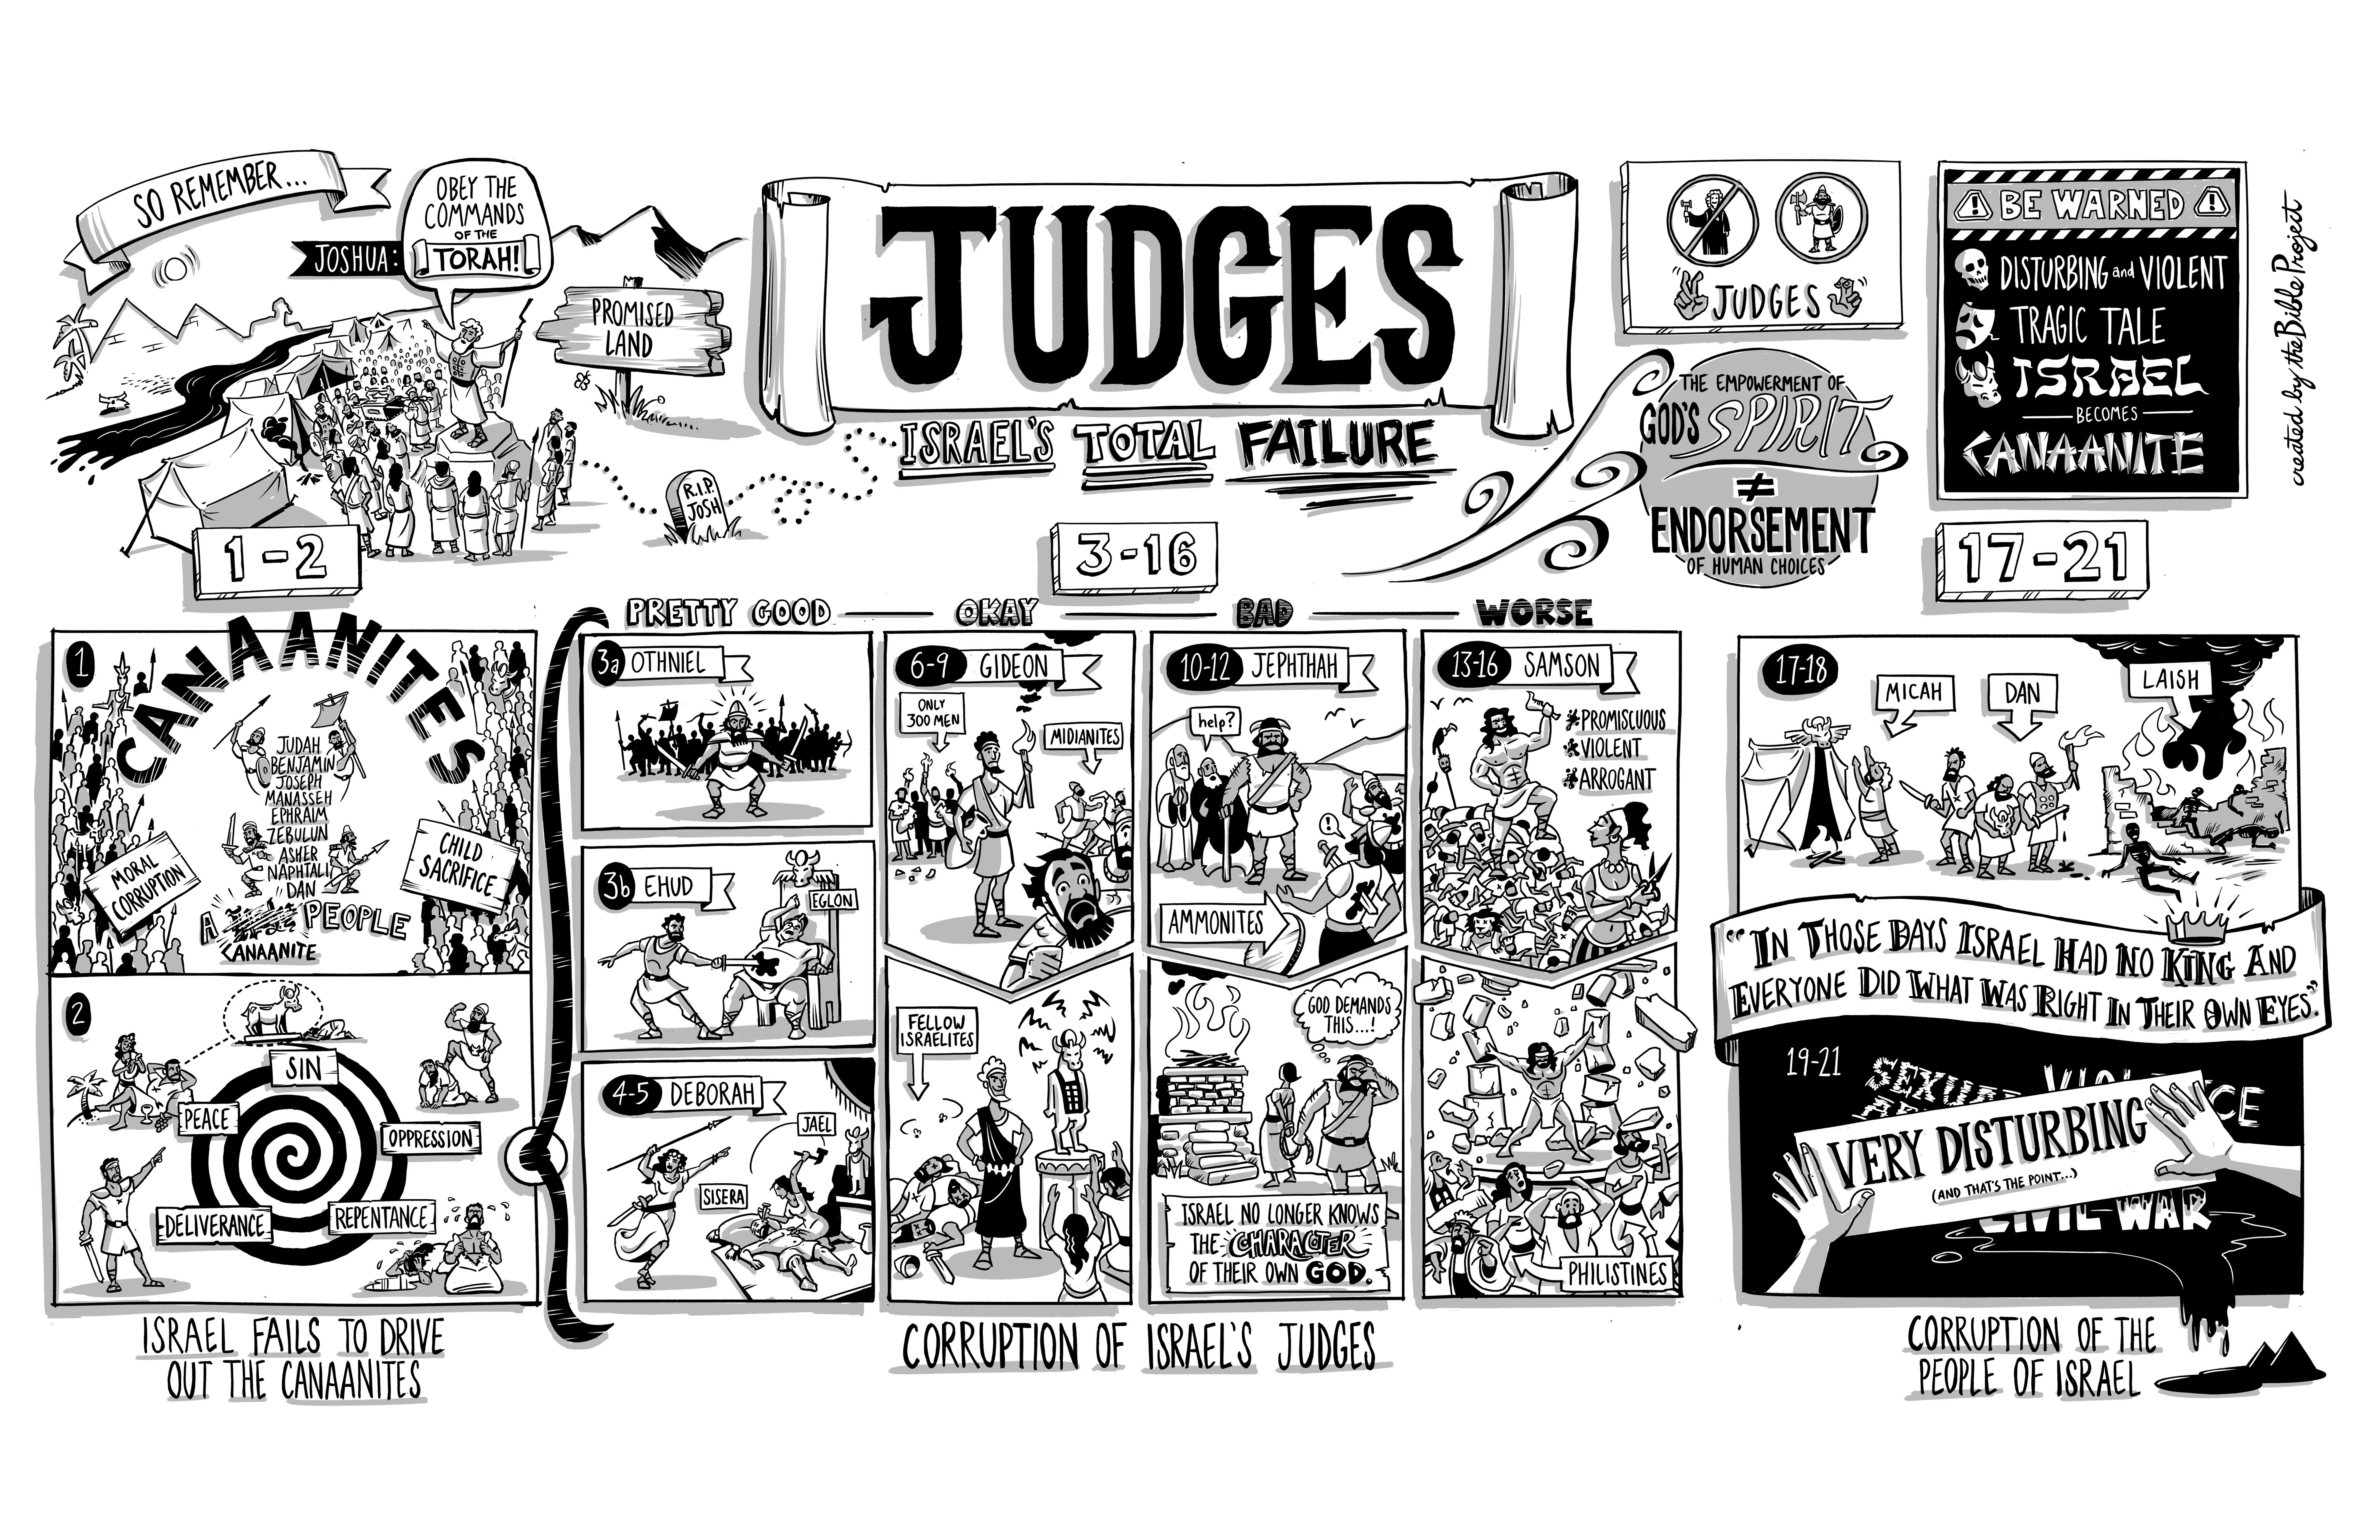 SO REMEMBER...
JOSHUA:
OBEY THE
COMMANDS
OF THE
TORAH!
PROMISED
LAND
R.I.P.
JOSH
JUDGES
ISRAEL'S TOTAL FAILURE
JUDGES
THE EMPOWERMENT OF
GOD'S SPIRIT
≠
ENDORSEMENT
OF HUMAN CHOICES
BE WARNED
DISTURBING and VIOLENT
TRAGIC TALE
ISRAEL
BECOMES
CANAANITE
created by the Bible Project
1-2
1
CANAANITES
JUDAH
BENJAMIN
JOSEPH
MANASSEH
EPHRAIM
ZEBULUN
ASHER
NAPHTALI
DAN
MORAL
CORRUPTION
CHILD
SACRIFICE
A PEOPLE
CANAANITE
2
SIN
PEACE
OPPRESSION
DELIVERANCE
REPENTANCE
ISRAEL FAILS TO DRIVE
OUT THE CANAANITES
3-16
PRETTY GOOD
OKAY
BAD
WORSE
3a OTHNIEL
3b EHUD
EGLON
4-5 DEBORAH
JAEL
SISERA
6-9 GIDEON
ONLY
300 MEN
MIDIANITES
FELLOW
ISRAELITES
10-12 JEPHTHAH
help?
!
AMMONITES
GOD DEMANDS
THIS...!
ISRAEL NO LONGER KNOWS
THE CHARACTER
OF THEIR OWN GOD.
13-16 SAMSON
*PROMISCUOUS
*VIOLENT
*ARROGANT
PHILISTINES
CORRUPTION OF ISRAEL'S JUDGES
17-21
17-18
MICAH
DAN
LAISH
"IN THOSE DAYS ISRAEL HAD NO KING AND
EVERYONE DID WHAT WAS RIGHT IN THEIR OWN EYES."
19-21
VERY DISTURBING
(AND THAT'S THE POINT...)
CIVIL WAR
CORRUPTION OF THE
PEOPLE OF ISRAEL